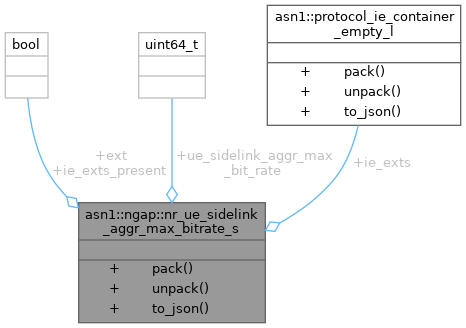 bool
uint64_t
asn1::protocol_ie_container
_empty_l
+ pack()
+ unpack()
+ to_json()
+ext
+ie_exts_present
+ue_sidelink_aggr_max
_bit_rate
+ie_exts
asn1::ngap::nr_ue_sidelink
_aggr_max_bitrate_s
+ pack()
+ unpack()
+ to_json()